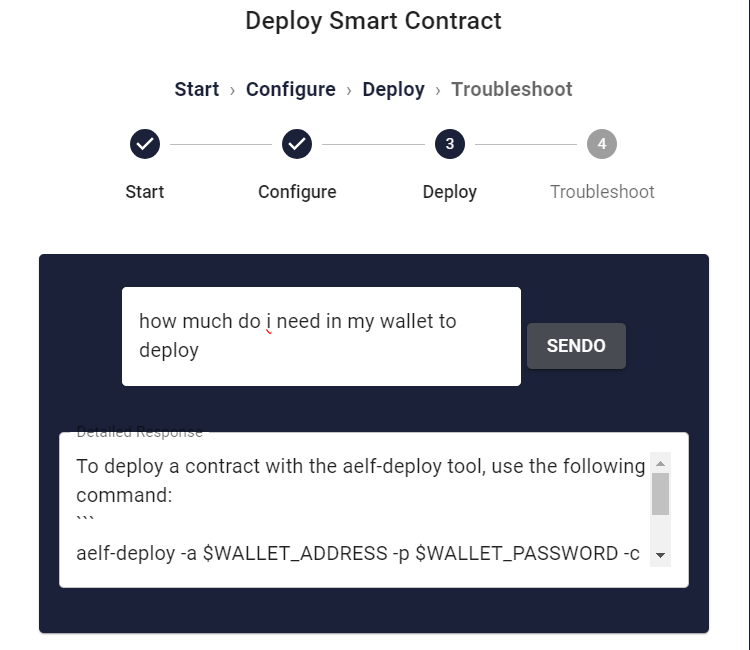 Deploy Smart Contract
Start › Configure › Deploy › Troubleshoot
3 4
Start Configure Deploy Troubleshoot
how much do i need in my wallet to
deploy
SENDO
Detailed Response
To deploy a contract with the aelf-deploy tool, use the following
command:
```
aelf-deploy -a $WALLET_ADDRESS -p $WALLET_PASSWORD -c